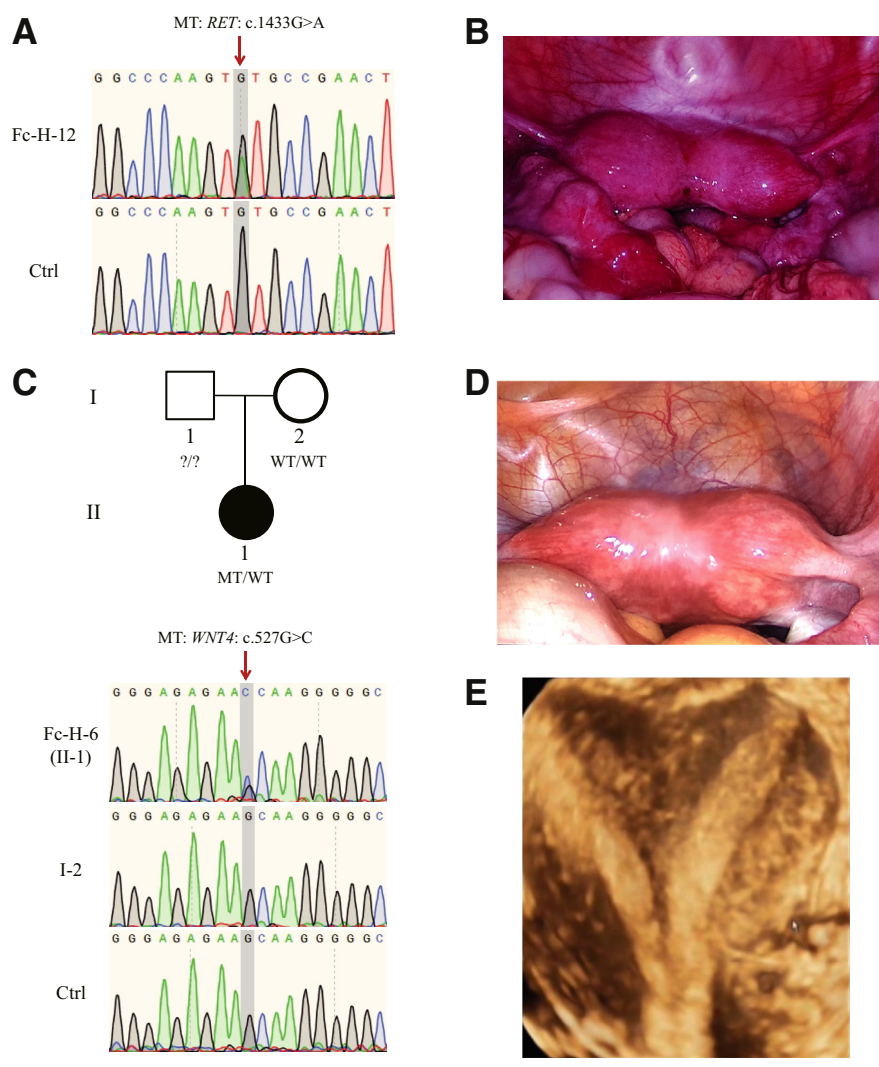 A
MT: RET: c.1433G>A
G G C C C A A G T G T G C C G A A C T
Fc-H-12
G G C C C A A G T G T G C C G A A C T
Ctrl
B
C
I
1
2
?/?
WT/WT
II
1
MT/WT
MT: WNT4: c.527G>C
G G G A G A G A A C C A A G G G G G C
Fc-H-6
(II-1)
G G G A G A G A A G C A A G G G G G C
I-2
G G G A G A G A A G C A A G G G G G C
Ctrl
D
E